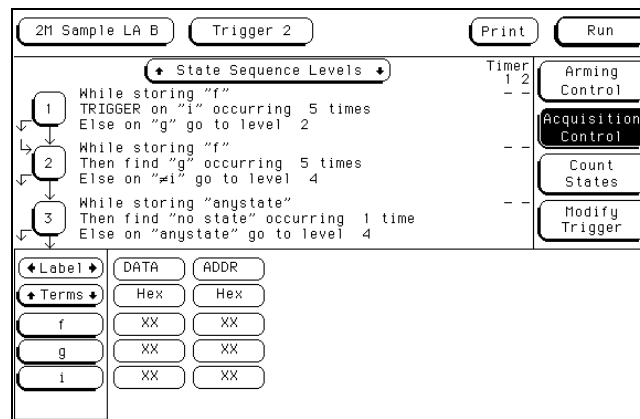 2M Sample LA B
Trigger 2
Print
Run
State Sequence Levels
Timer
1 2
Arming
Control
1
While storing "f"
TRIGGER on "i" occurring 5 times
Else on "g" go to level 2
- -
Acquisition
Control
2
While storing "f"
Then find "g" occurring 5 times
Else on "≠i" go to level 4
- -
Count
States
3
While storing "anystate"
Then find "no state" occurring 1 time
Else on "anystate" go to level 4
- -
Modify
Trigger
Label
DATA
ADDR
Terms
Hex
Hex
f
XX
XX
g
XX
XX
i
XX
XX